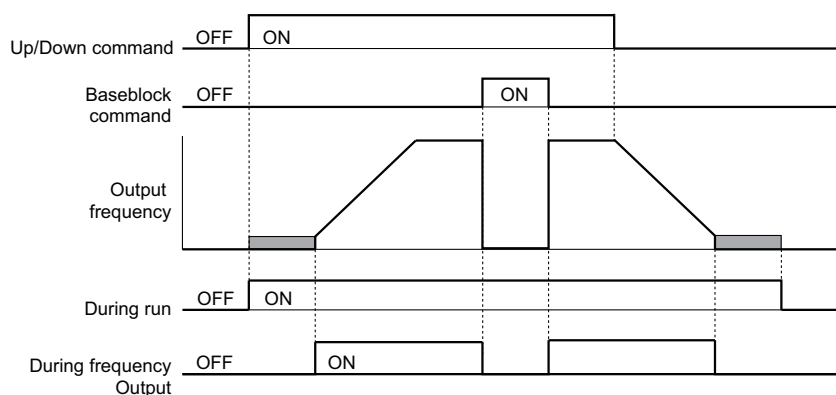 Up/Down command OFF ON
Baseblock OFF ON
command
Output
frequency
During run OFF ON
During frequency OFF ON
Output